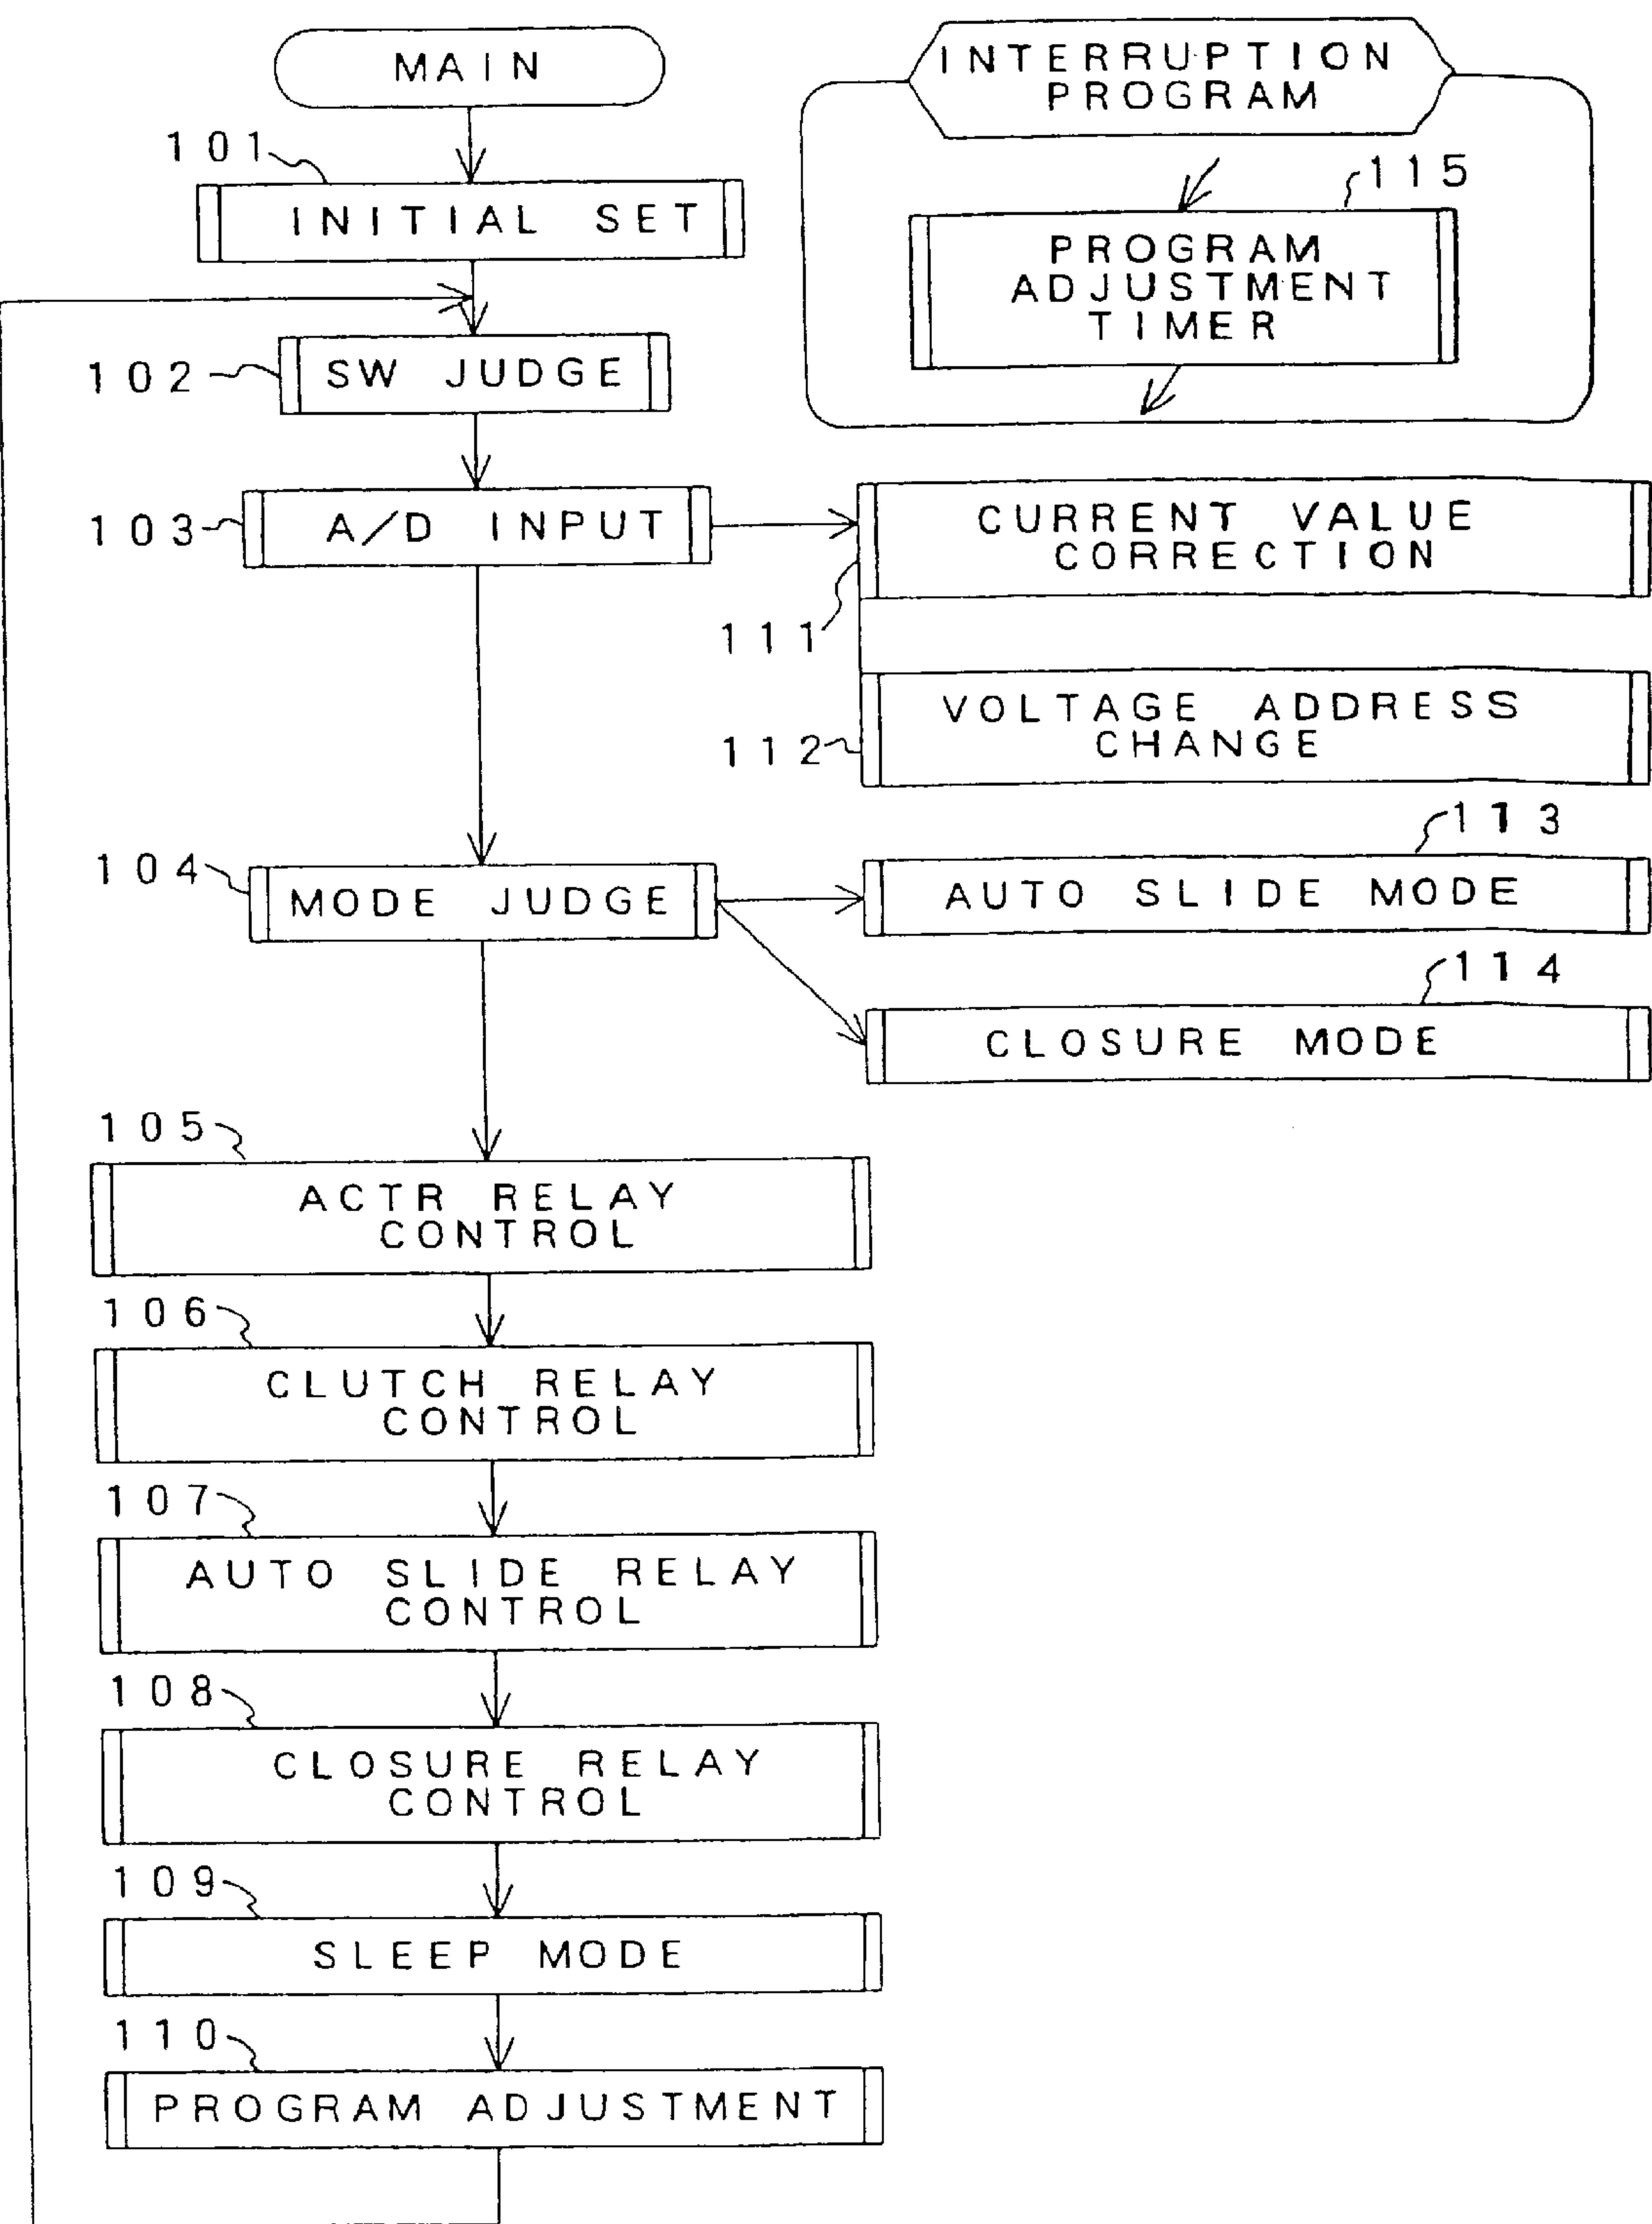 MAIN
INTERRUPTION
PROGRAM
101
INITIAL SET
115
PROGRAM
ADJUSTMENT
TIMER
102
SW JUDGE
103
A/D INPUT
CURRENT VALUE
CORRECTION
111
VOLTAGE ADDRESS
CHANGE
112
104
MODE JUDGE
113
AUTO SLIDE MODE
114
CLOSURE MODE
105
ACTR RELAY
CONTROL
106
CLUTCH RELAY
CONTROL
107
AUTO SLIDE RELAY
CONTROL
108
CLOSURE RELAY
CONTROL
109
SLEEP MODE
110
PROGRAM ADJUSTMENT